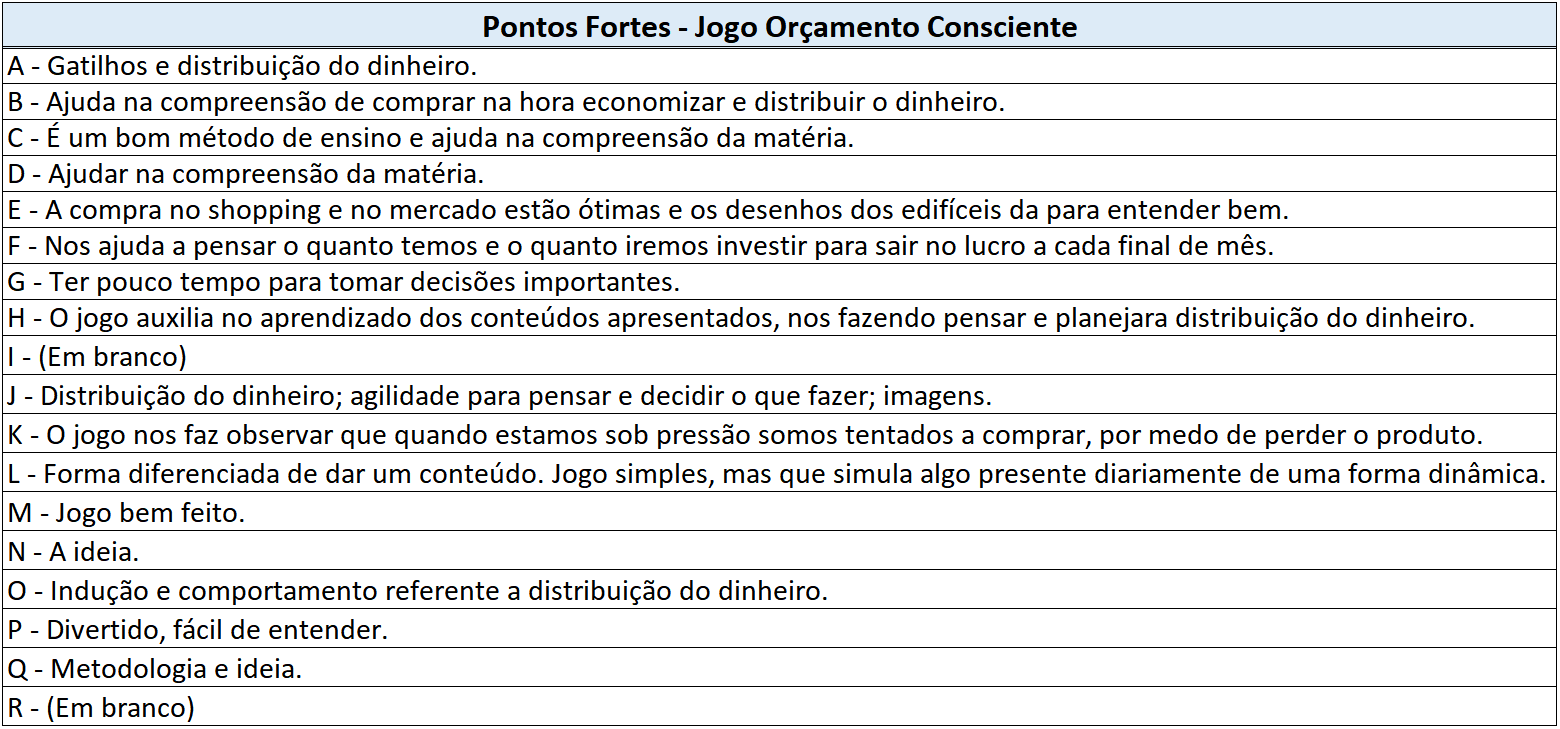 Pontos Fortes - Jogo Orçamento Consciente
A - Gatilhos e distribuição do dinheiro.
B - Ajuda na compreensão de comprar na hora economizar e distribuir o dinheiro.
C - É um bom método de ensino e ajuda na compreensão da matéria.
D - Ajudar na compreensão da matéria.
E - A compra no shopping e no mercado estão ótimas e os desenhos dos edifíceis da para entender bem.
F - Nos ajuda a pensar o quanto temos e o quanto iremos investir para sair no lucro a cada final de mês.
G - Ter pouco tempo para tomar decisões importantes.
H - O jogo auxilia no aprendizado dos conteúdos apresentados, nos fazendo pensar e planejara distribuição do dinheiro.
I - (Em branco)
J - Distribuição do dinheiro; agilidade para pensar e decidir o que fazer; imagens.
K - O jogo nos faz observar que quando estamos sob pressão somos tentados a comprar, por medo de perder o produto.
L - Forma diferenciada de dar um conteúdo. Jogo simples, mas que simula algo presente diariamente de uma forma dinâmica.
M - Jogo bem feito.
N - A ideia.
O - Indução e comportamento referente a distribuição do dinheiro.
P - Divertido, fácil de entender.
Q - Metodologia e ideia.
R - (Em branco)